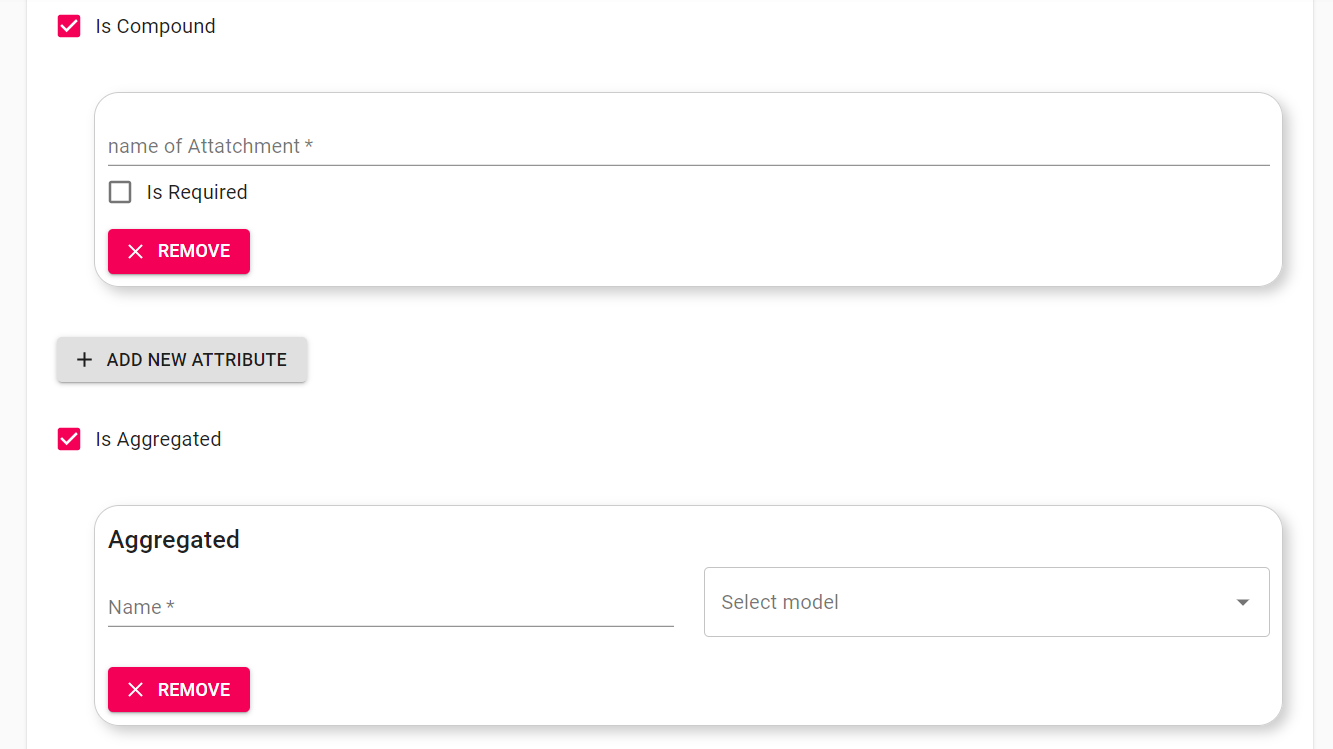 Is Compound
name of Attatchment *
Is Required
REMOVE
ADD NEW ATTRIBUTE
Is Aggregated
Aggregated
Name *
Select model
REMOVE